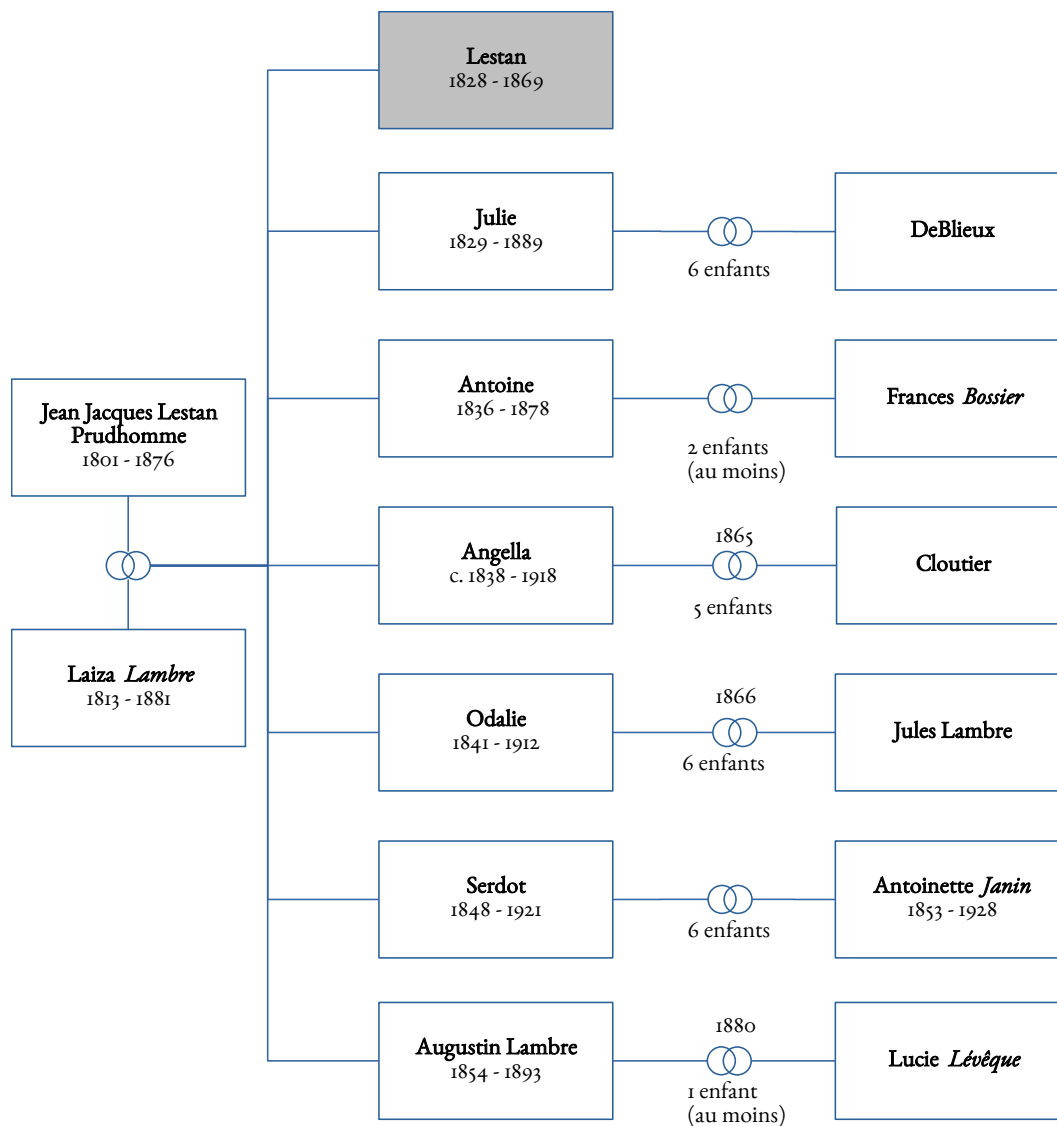 Lestan
1828 - 1869
Julie
1829 - 1889
6 enfants
DeBlieux
Antoine
1836 - 1878
2 enfants
(au moins)
Frances Bossier
Jean Jacques Lestan
Prudhomme
1801 - 1876
Angella
c. 1838 - 1918
1865
5 enfants
Cloutier
Laiza Lambre
1813 - 1881
Odalie
1841 - 1912
1866
6 enfants
Jules Lambre
Serdot
1848 - 1921
6 enfants
Antoinette Janin
1853 - 1928
Augustin Lambre
1854 - 1893
1880
1 enfant
(au moins)
Lucie Lévêque